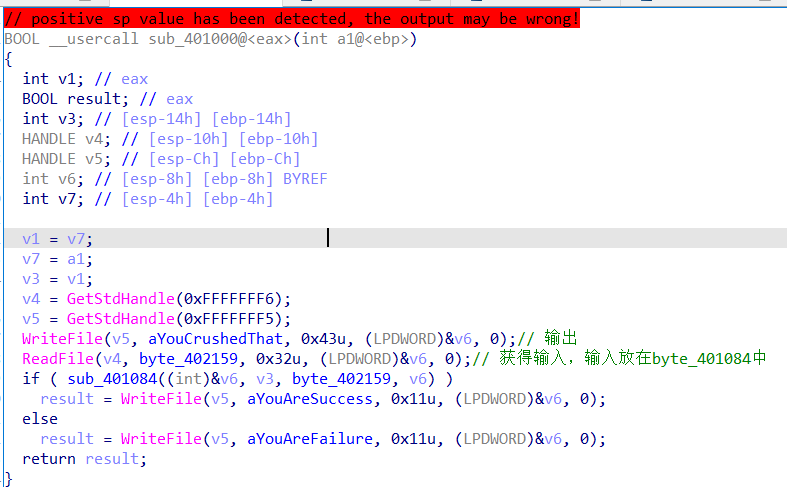 // positive sp value has been detected, the output may be wrong!
BOOL __usercall sub_401000@<eax>(int a1@<ebp>)
{
  int v1; // eax
  BOOL result; // eax
  int v3; // [esp-14h] [ebp-14h]
  HANDLE v4; // [esp-10h] [ebp-10h]
  HANDLE v5; // [esp-Ch] [ebp-Ch]
  int v6; // [esp-8h] [ebp-8h] BYREF
  int v7; // [esp-4h] [ebp-4h]
  v1 = v7;
  v7 = a1;
  v3 = v1;
  v4 = GetStdHandle(0xFFFFFFF6);
  v5 = GetStdHandle(0xFFFFFFF5);
  WriteFile(v5, aYouCrushedThat, 0x43u, (LPDWORD)&v6, 0);// 输出
  ReadFile(v4, byte_402159, 0x32u, (LPDWORD)&v6, 0);// 获得输入，输入放在byte_401084中
  if ( sub_401084((int)&v6, v3, byte_402159, v6) )
    result = WriteFile(v5, aYouAreSuccess, 0x11u, (LPDWORD)&v6, 0);
  else
    result = WriteFile(v5, aYouAreFailure, 0x11u, (LPDWORD)&v6, 0);
  return result;
}